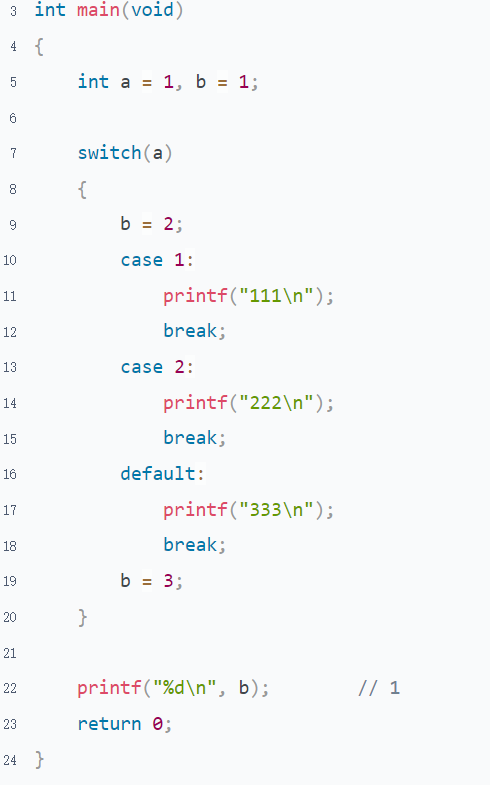 3 int main(void)
4 {
5     int a = 1, b = 1;
6
7     switch(a)
8     {
9         b = 2;
10         case 1:
11             printf("111\n");
12             break;
13         case 2:
14             printf("222\n");
15             break;
16         default:
17             printf("333\n");
18             break;
19         b = 3;
20     }
21
22     printf("%d\n", b);        // 1
23     return 0;
24 }